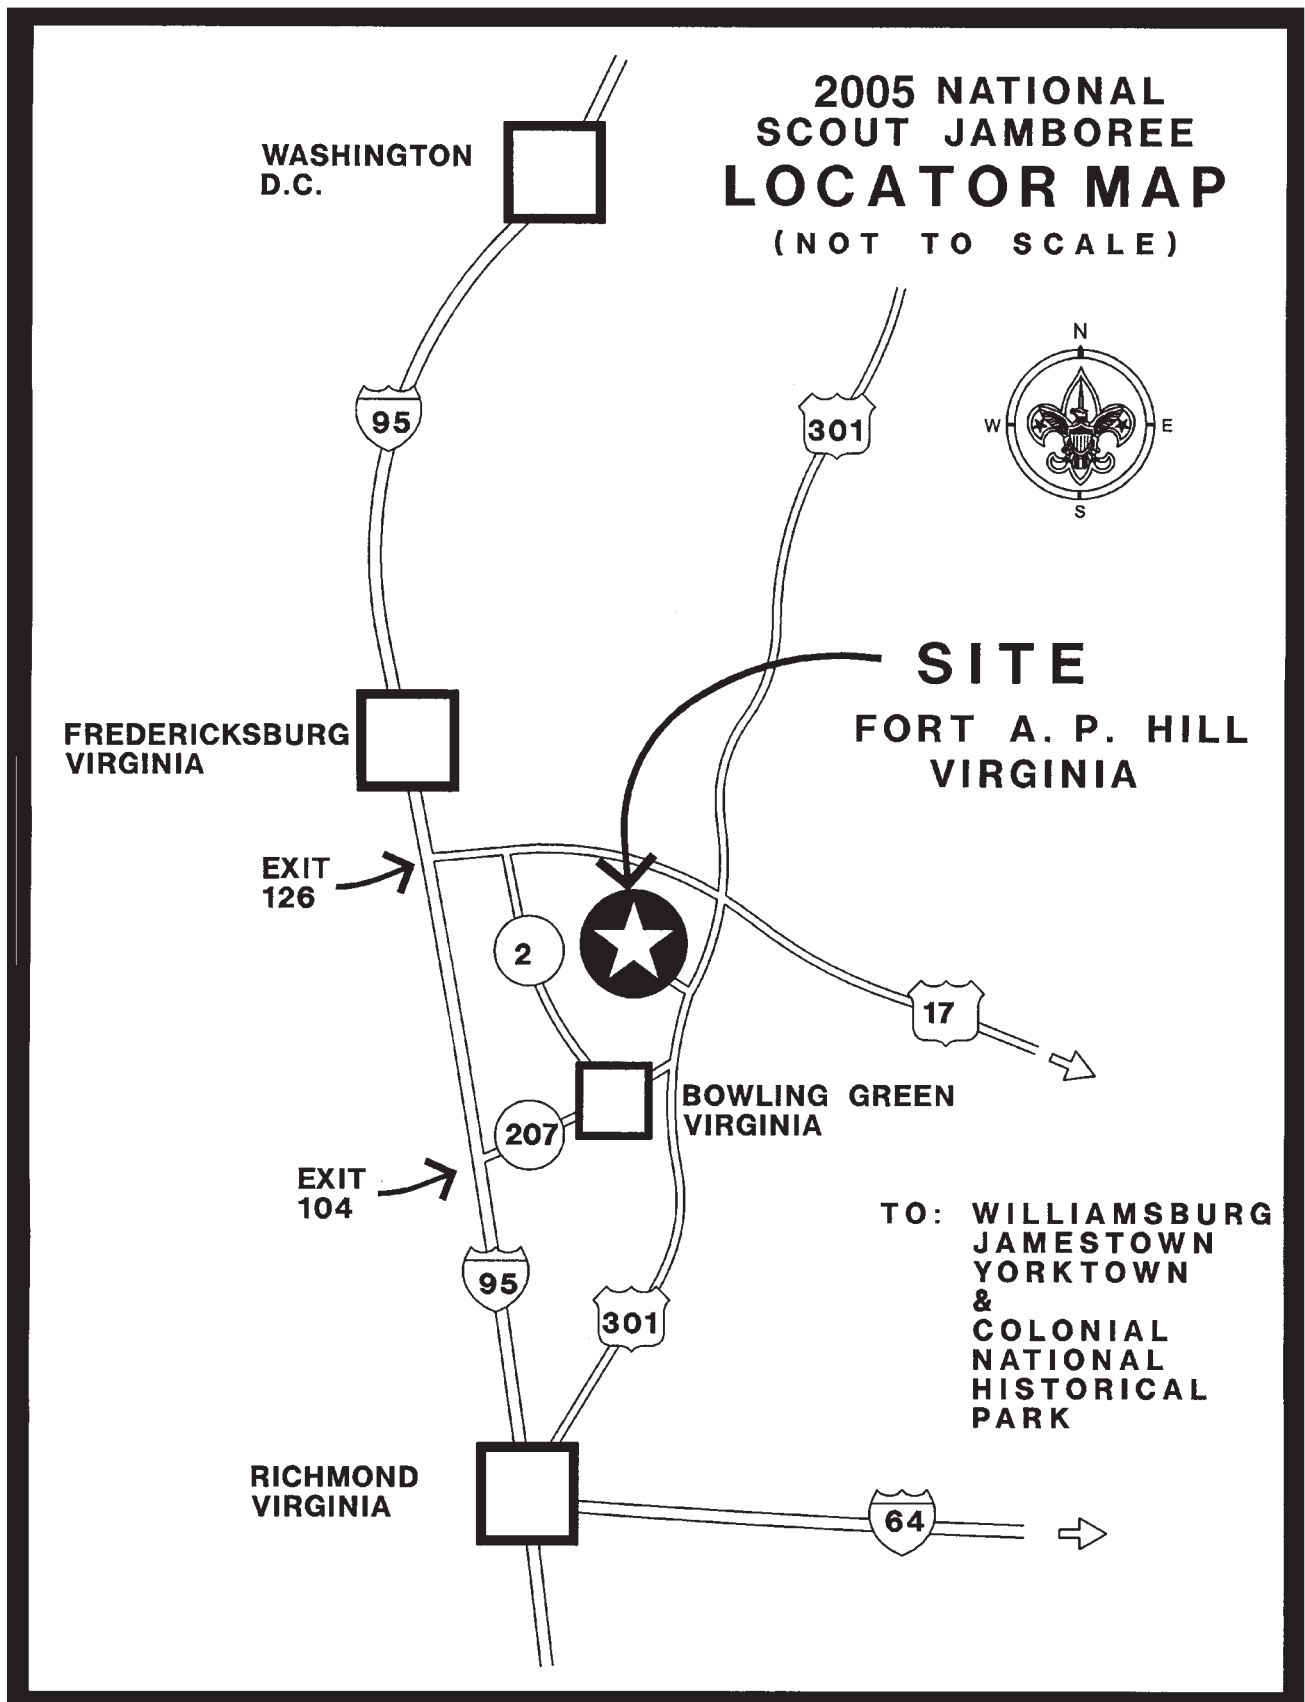 2005 NATIONAL
SCOUT JAMBOREE
LOCATOR MAP
(NOT TO SCALE)
WASHINGTON
D.C.
N
W
E
S
95
301
SITE
FORT A. P. HILL
VIRGINIA
FREDERICKSBURG
VIRGINIA
EXIT
126
2
17
BOWLING GREEN
VIRGINIA
207
EXIT
104
TO: WILLIAMSBURG
JAMESTOWN
YORKTOWN
&
COLONIAL
NATIONAL
HISTORICAL
PARK
95
301
RICHMOND
VIRGINIA
64